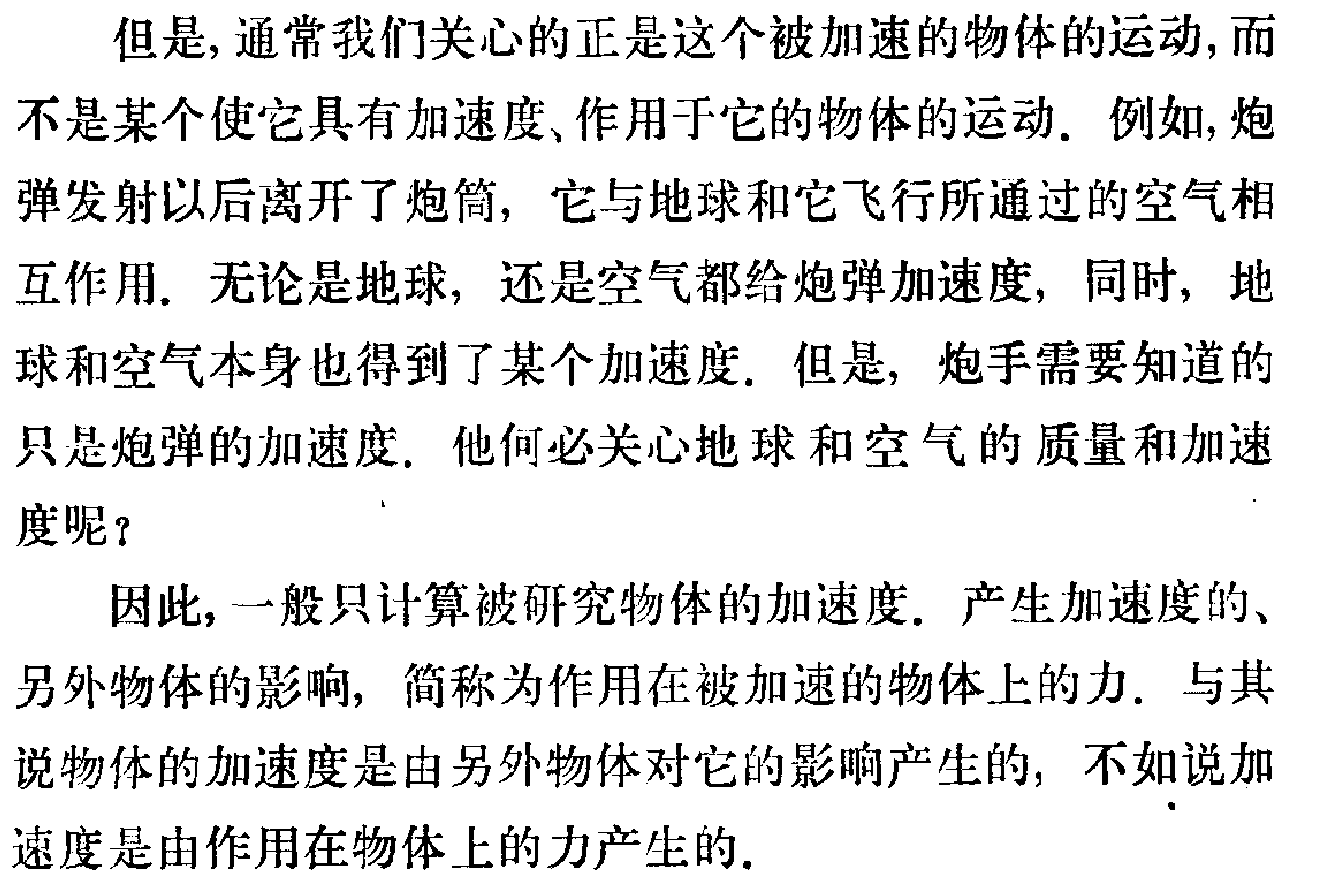 但是,通常我们关心的正是这个被加速的物体的运动,而
不是某个使它具有加速度、作用于它的物体的运动．例如,炮
弹发射以后离开了炮筒，它与地球和它飞行所通过的空气相
互作用．无论是地球，还是空气都给炮弹加速度，同时，地
球和空气本身也得到了某个加速度．但是，炮手需要知道的
只是炮弹的加速度．他何必关心地球和空气的质量和加速
度呢?
因此,一般只计算被研究物体的加速度．产生加速度的、
另外物体的影响，简称为作用在被加速的物体上的力．与其
说物体的加速度是由另外物体对它的影响产生的，不如说加
速度是由作用在物体上的力产生的．